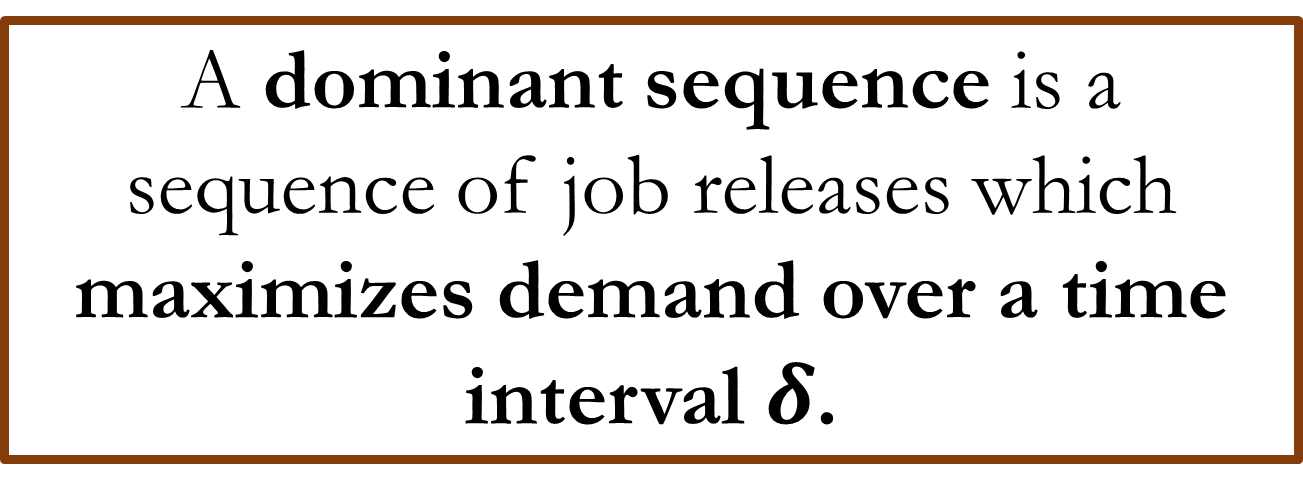 A dominant sequence is a
sequence of job releases which
maximizes demand over a time
interval δ.